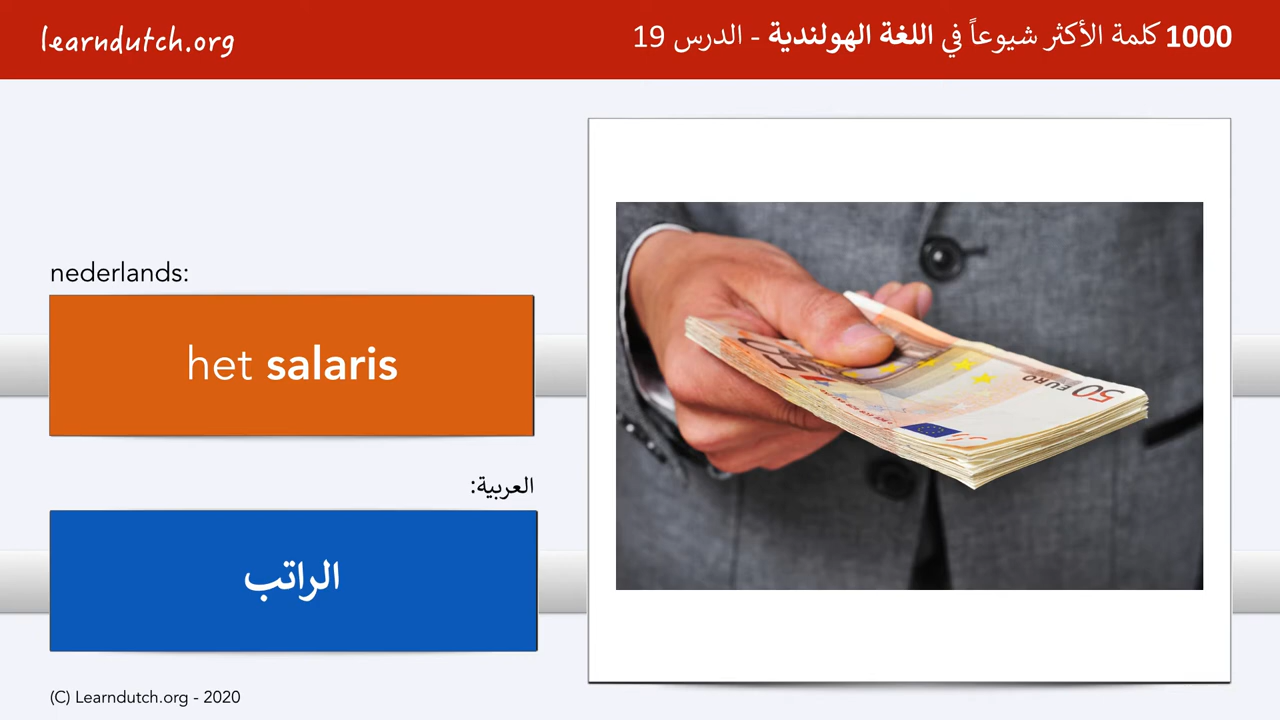 learndutch.org
1000 كلمة الأكثر شيوعاً في اللغة الهولندية - الدرس 19
nederlands:
het salaris
العربية:
الراتب
50 EURO
(C) Learndutch.org - 2020